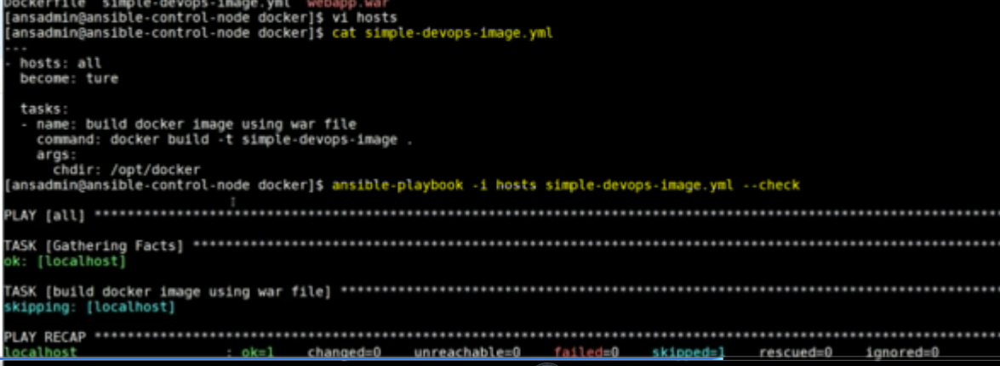 Dockerfile simple-devops-image.yml webapp.war
[ansadmin@ansible-control-node docker]$ vi hosts
[ansadmin@ansible-control-node docker]$ cat simple-devops-image.yml
---
- hosts: all
  become: ture

  tasks:
  - name: build docker image using war file
    command: docker build -t simple-devops-image .
    args:
      chdir: /opt/docker
[ansadmin@ansible-control-node docker]$ ansible-playbook -i hosts simple-devops-image.yml --check

PLAY [all] ****************************************************************************************************

TASK [Gathering Facts] ****************************************************************************************
ok: [localhost]

TASK [build docker image using war file] **********************************************************************
skipping: [localhost]

PLAY RECAP ****************************************************************************************************
localhost                  : ok=1    changed=0    unreachable=0    failed=0    skipped=1    rescued=0    ignored=0